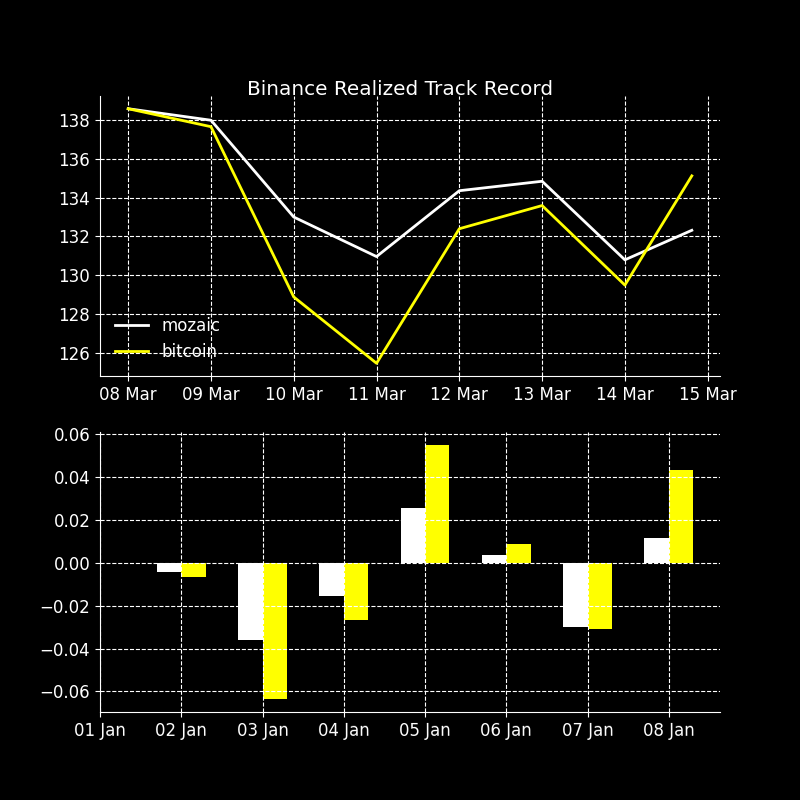 Binance Realized Track Record
138
136
134
132
130
128
126
mozaic
bitcoin
08 Mar 09 Mar 10 Mar 11 Mar 12 Mar 13 Mar 14 Mar 15 Mar
0.06
0.04
0.02
0.00
−0.02
−0.04
−0.06
01 Jan 02 Jan 03 Jan 04 Jan 05 Jan 06 Jan 07 Jan 08 Jan